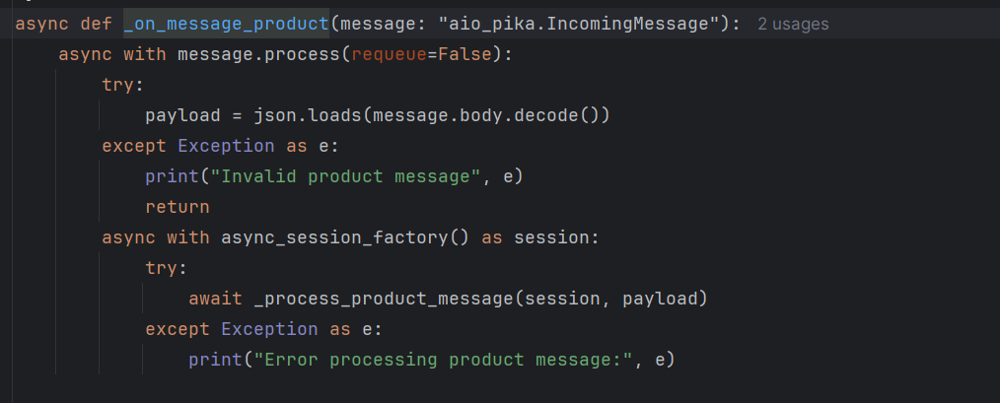 async def _on_message_product(message: "aio_pika.IncomingMessage"): 2 usages
    async with message.process(requeue=False):
        try:
            payload = json.loads(message.body.decode())
        except Exception as e:
            print("Invalid product message", e)
            return
        async with async_session_factory() as session:
            try:
                await _process_product_message(session, payload)
            except Exception as e:
                print("Error processing product message:", e)